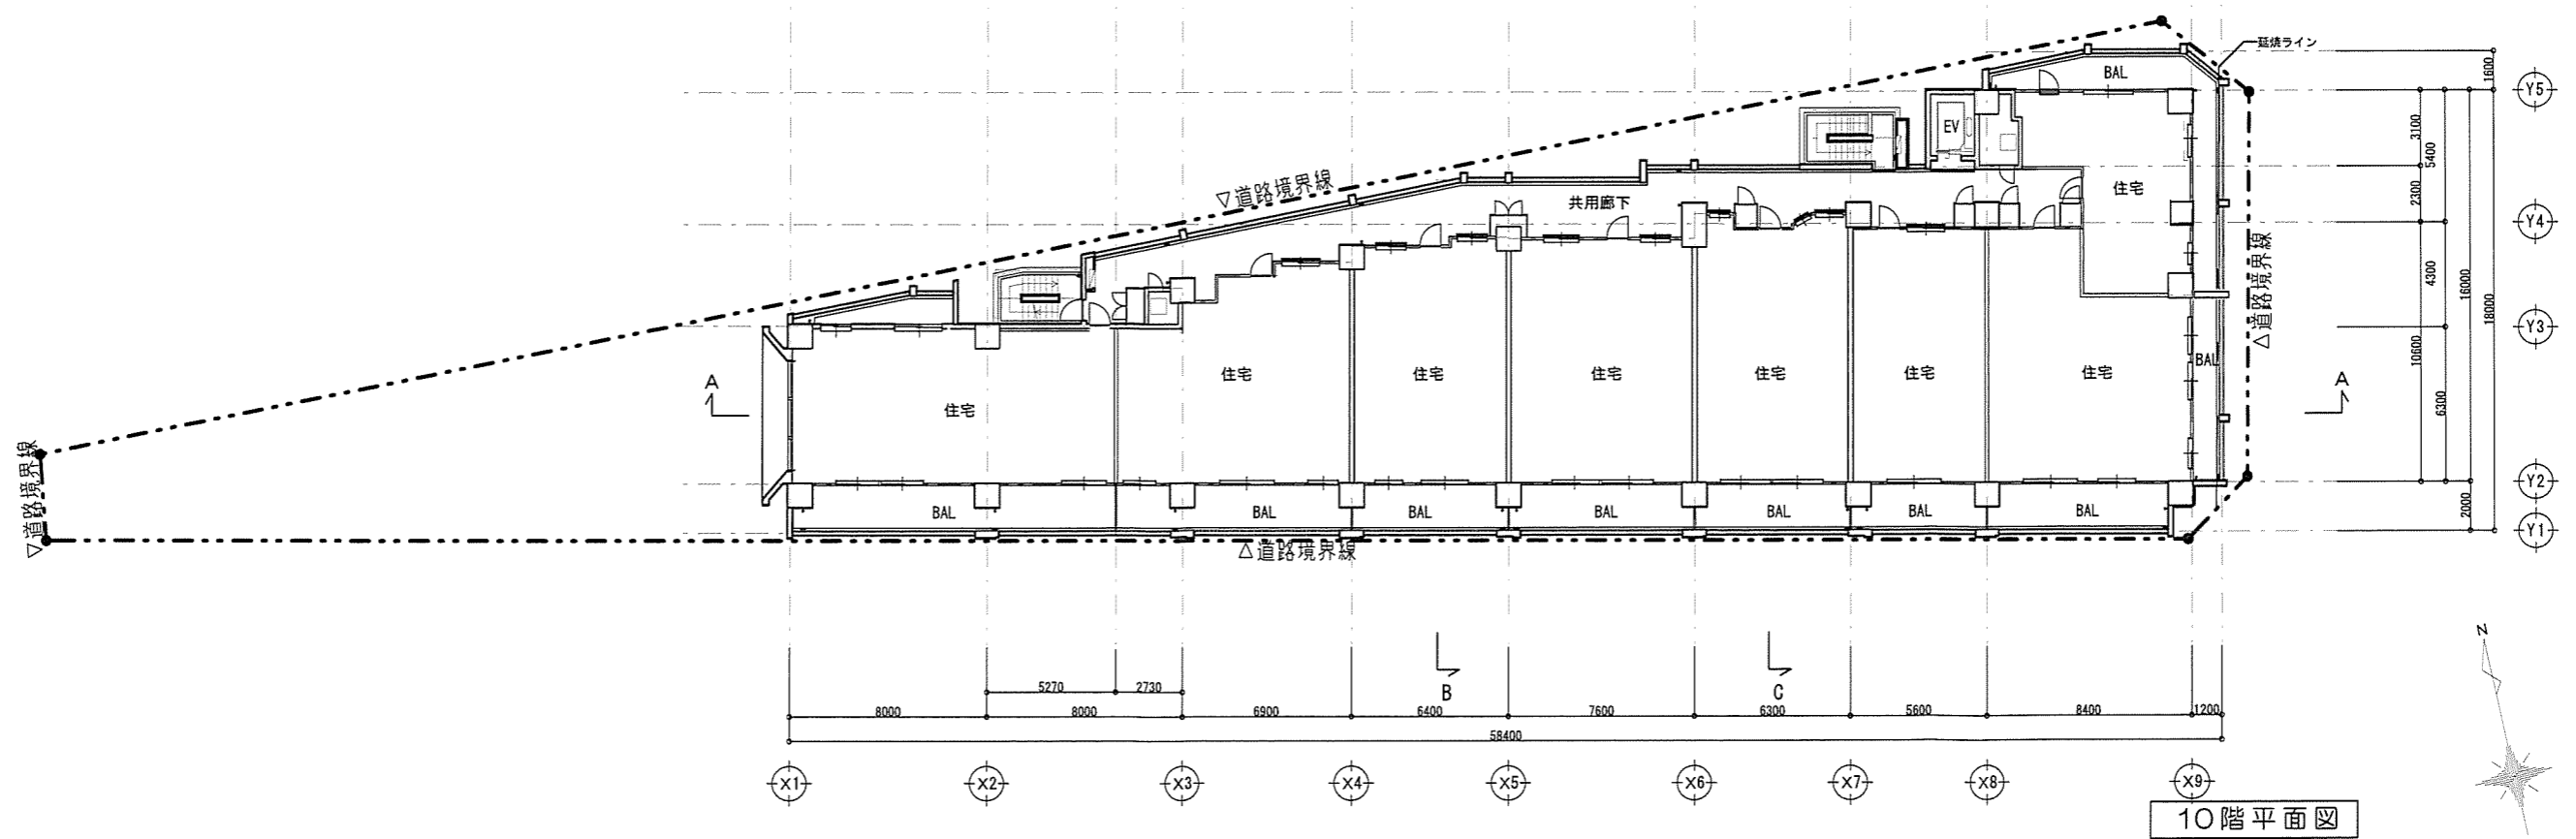 延焼ライン
BAL
Y5
1600
▽道路境界線
EV
3100
5400
住宅
2300
共用廊下
Y4
△道路境界線
4300
16000
18000
Y3
10600
BAL
A
住宅
住宅
住宅
住宅
住宅
住宅
住宅
A
6300
▽道路境界線
Y2
BAL
BAL
BAL
BAL
BAL
BAL
BAL
2000
Y1
△道路境界線
N
B
C
5270
2730
8000
8000
6900
6400
7600
6300
5600
8400
1200
58400
X1
X2
X3
X4
X5
X6
X7
X8
X9
10階平面図